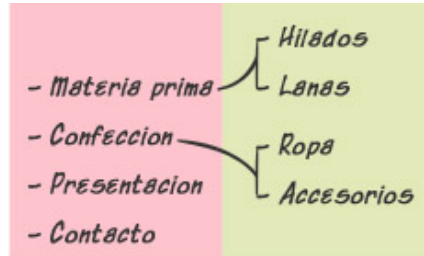 - Materia prima
- Confeccion
- Presentacion
- Contacto
Hilados
Lanas
Ropa
Accesorios